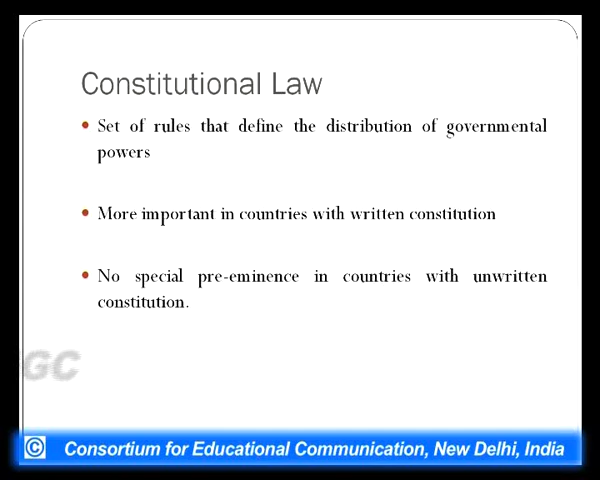 Constitutional Law
• Set of rules that define the distribution of governmental
powers
• More important in countries with written constitution
• No special pre-eminence in countries with unwritten
constitution.
GC
© Consortium for Educational Communication, New Delhi, India